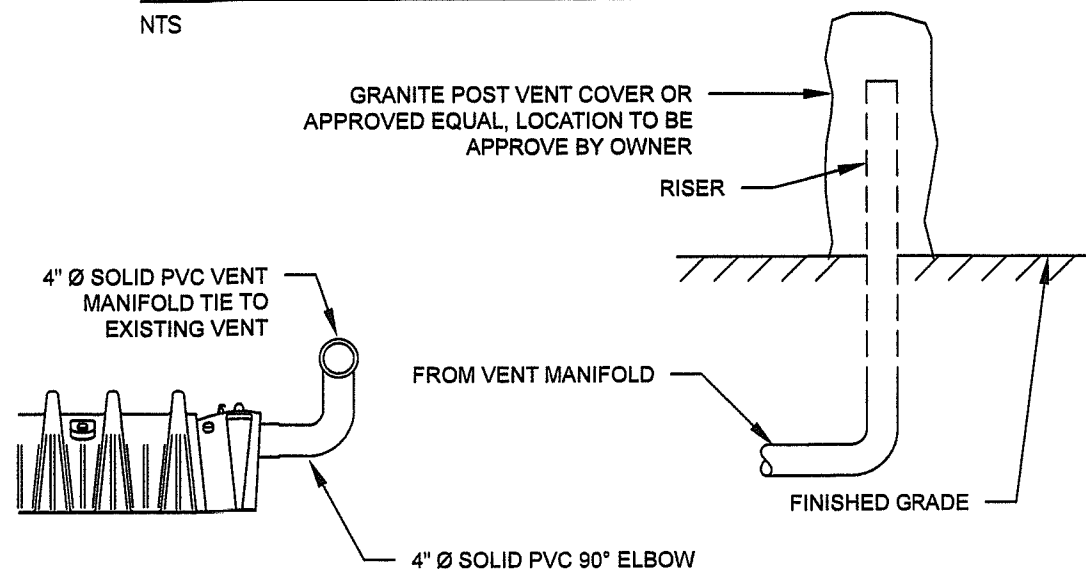 NTS
GRANITE POST VENT COVER OR
APPROVED EQUAL, LOCATION TO BE
APPROVE BY OWNER
RISER
4" Ø SOLID PVC VENT
MANIFOLD TIE TO
EXISTING VENT
FROM VENT MANIFOLD
FINISHED GRADE
4" Ø SOLID PVC 90° ELBOW